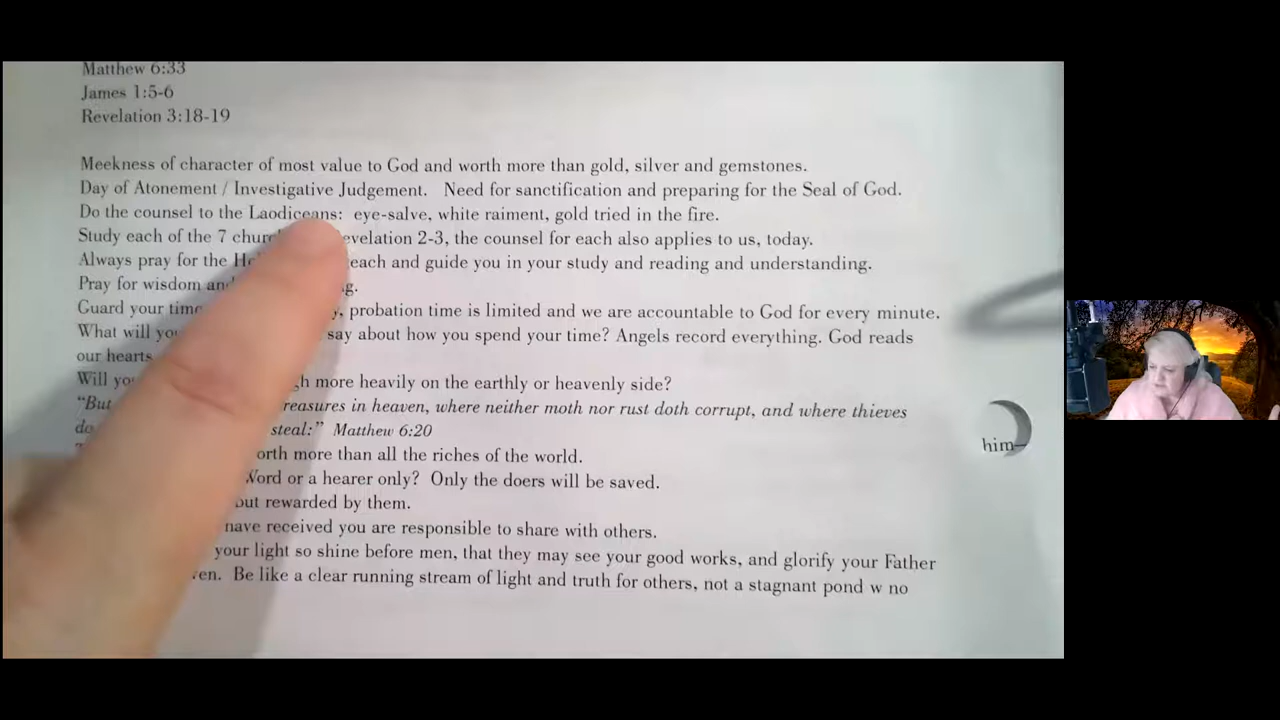 Matthew 6:33
James 1:5-6
Revelation 3:18-19
Meekness of character of most value to God and worth more than gold, silver and gemstones.
Day of Atonement / Investigative Judgement. Need for sanctification and preparing for the Seal of God.
Do the counsel to the Laodiceans: eye-salve, white raiment, gold tried in the fire.
Study each of the 7 evelation 2-3, the counsel for each also applies to us, today.
Always pray for the each and guide you in your study and reading and understanding.
Pray for wisdom
Guard your probation time is limited and we are accountable to God for every minute.
What will say about how you spend your time? Angels record everything. God reads
our hearts
Will more heavily on the earthly or heavenly side?
"But reasures in heaven, where neither moth nor rust doth corrupt, and where thieves
do steal:" Matthew 6:20
orth more than all the riches of the world.
Word or a hearer only? Only the doers will be saved.
but rewarded by them.
have received you are responsible to share with others.
your light so shine before men, that they may see your good works, and glorify your Father
en. Be like a clear running stream of light and truth for others, not a stagnant pond w no
him–